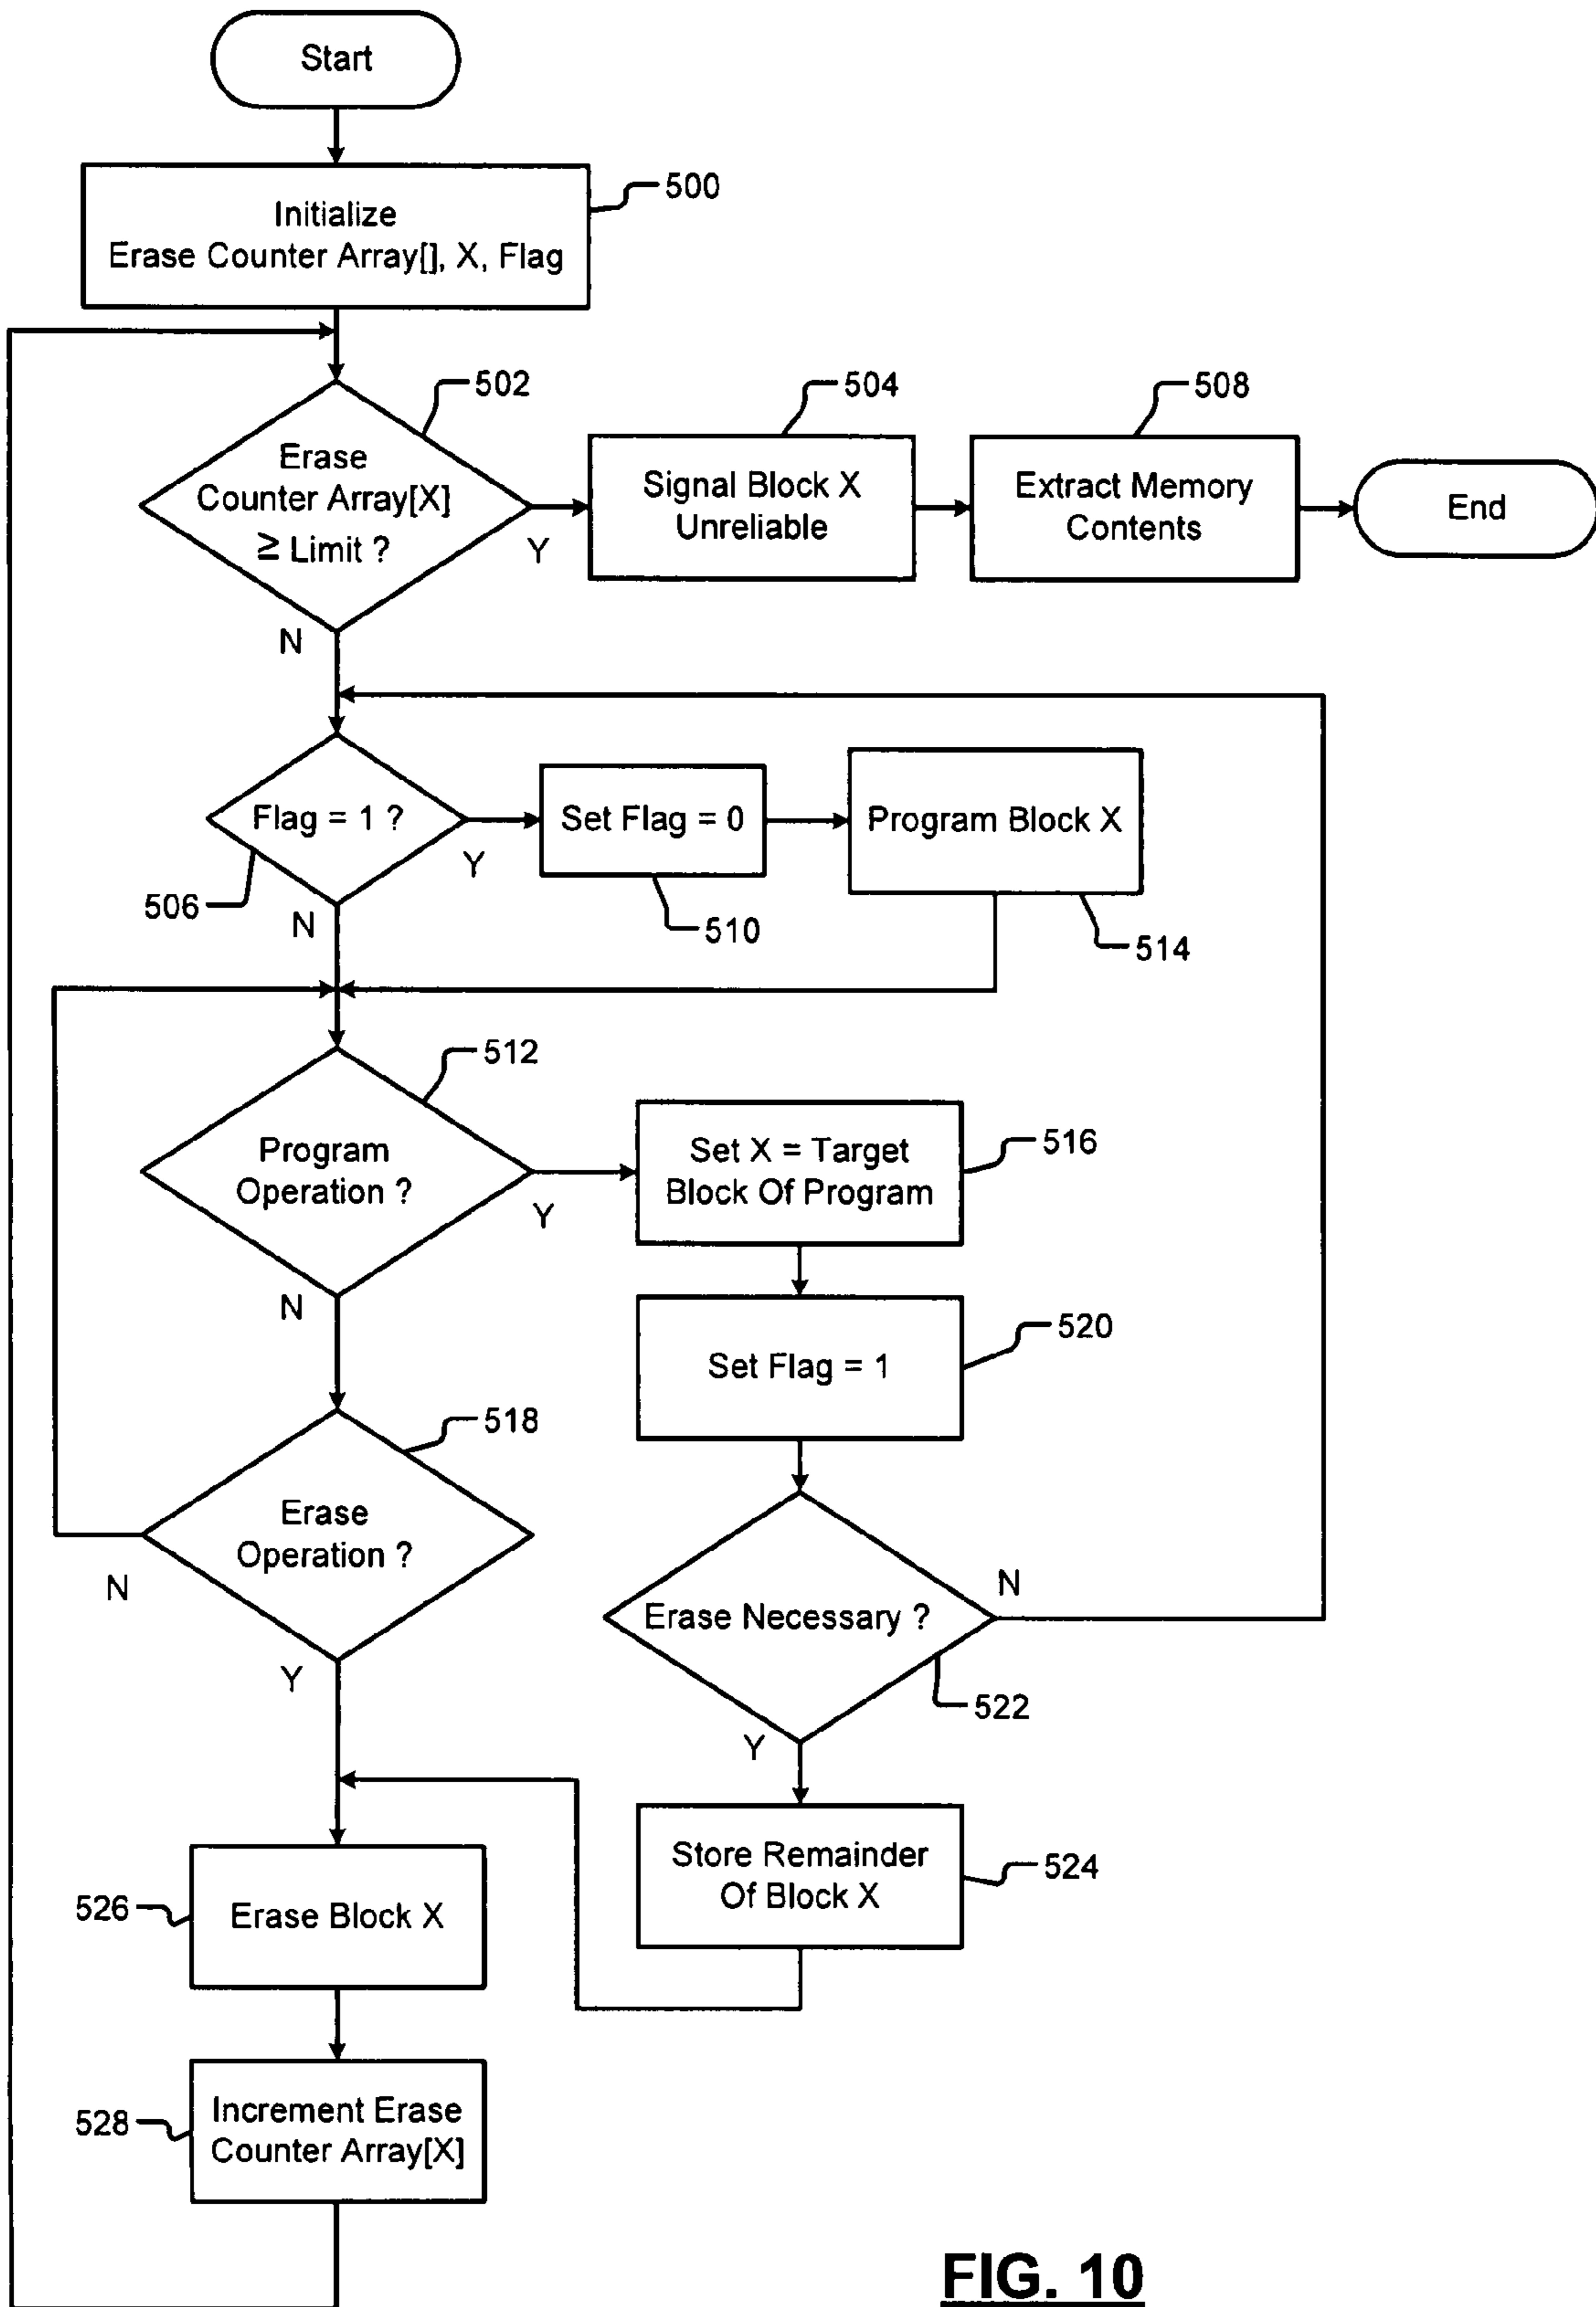 Start
500
Initialize
Erase Counter Array[], X, Flag
502
504
508
Erase
Counter Array[X]
≥ Limit ?
Y
N
Signal Block X
Unreliable
Extract Memory
Contents
End
Flag = 1 ?
Y
N
506
Set Flag = 0
510
Program Block X
514
512
Program
Operation ?
Y
N
Set X = Target
Block Of Program
516
Set Flag = 1
520
518
Erase
Operation ?
N
Y
Erase Necessary ?
N
522
Y
Store Remainder
Of Block X
524
526
Erase Block X
528
Increment Erase
Counter Array[X]
FIG. 10